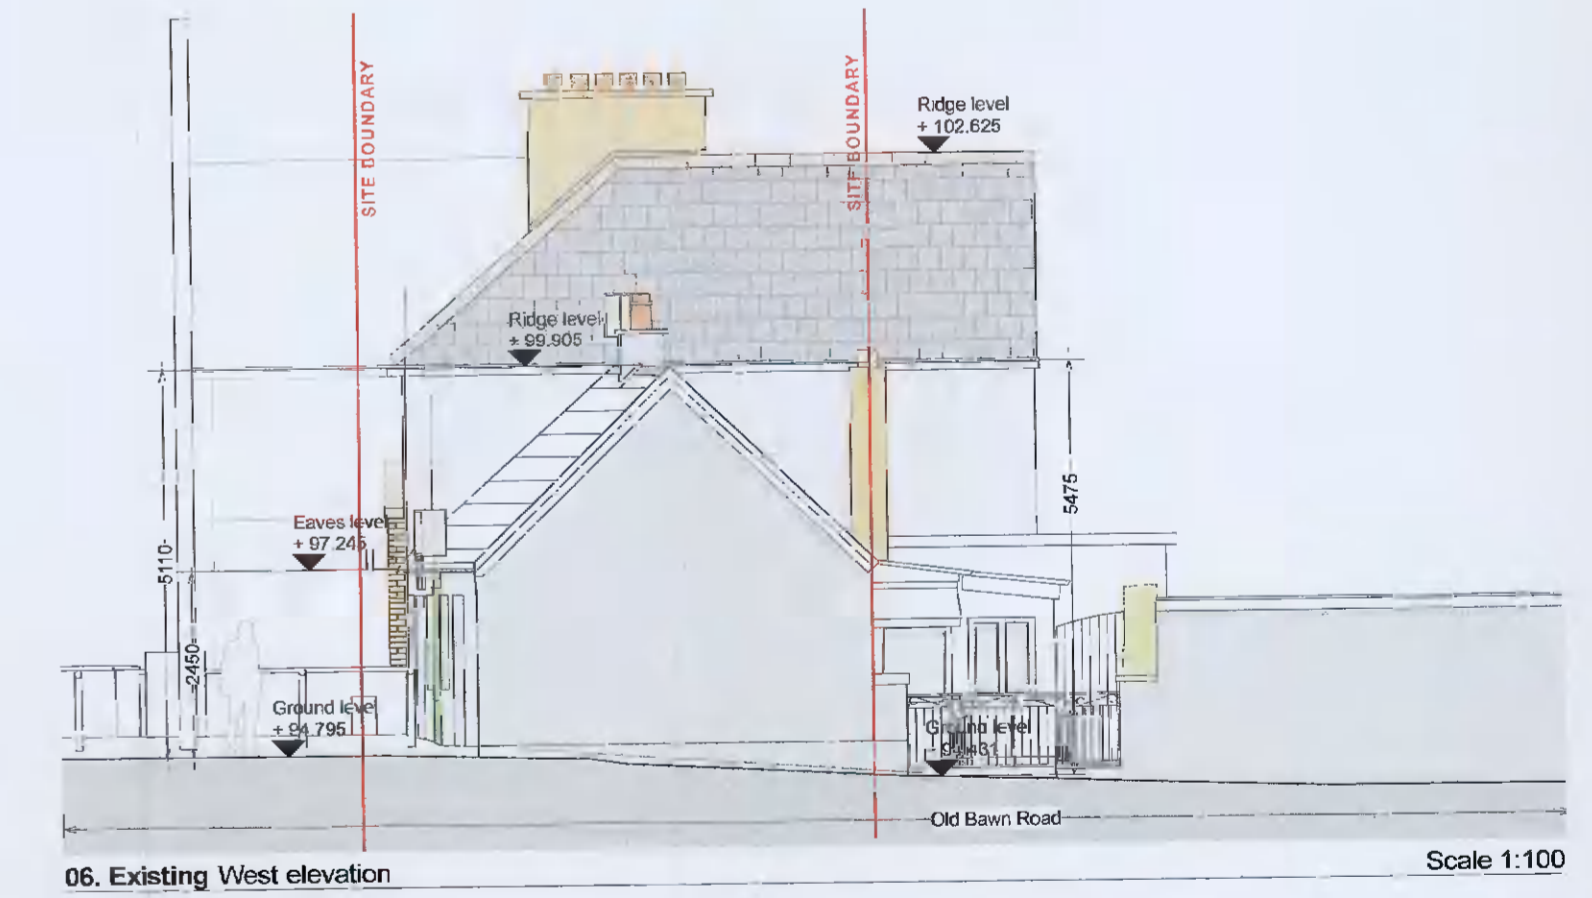 SITE BOUNDARY
SITE BOUNDARY
Ridge level
+ 102.625
Ridge level
+ 99.905
5475
Eaves level
+ 97.245
5110
2450
Ground level
+ 94.795
Ground level
Old Bawn Road
06. Existing West elevation
Scale 1:100